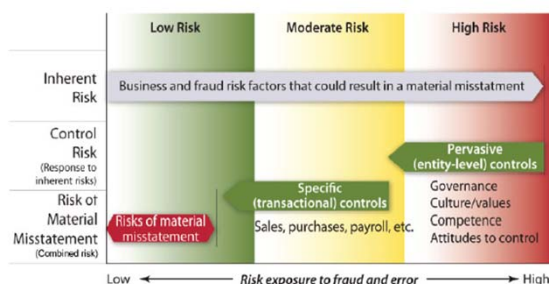 Low Risk
Moderate Risk
High Risk
Inherent
Risk
Business and fraud risk factors that could result in a material misstatment
Control
Risk
(Response to
inherent risks)
Pervasive
(entity-level) controls
Specific
(transactional) controls
Governance
Culture/values
Competence
Attitudes to control
Risk of
Material
Misstatement
(Combined risk)
Risks of material
misstatement
Sales, purchases, payroll, etc.
Low
Risk exposure to fraud and error
High